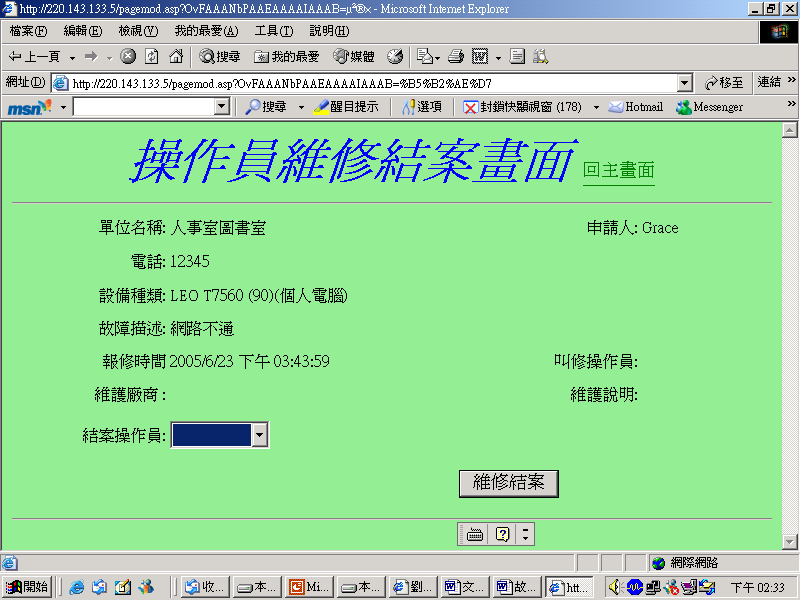 http://220.143.133.5/pagemod.asp?OvFAAANbPAAEAAAAIAAAB=µ²®× - Microsoft Internet Explorer
檔案(F) 編輯(E) 檢視(V) 我的最愛(A) 工具(T) 說明(H)
上一頁 搜尋 我的最愛 媒體
網址(D) http://220.143.133.5/pagemod.asp?OvFAAANbPAAEAAAAIAAAB=%B5%B2%AE%D7 移至 連結 »
msn 搜尋 醒目提示 選項 封鎖快顯視窗 (178) Hotmail Messenger »
操作員維修結案畫面 回主畫面
單位名稱: 人事室圖書室 申請人: Grace
電話: 12345
設備種類: LEO T7560 (90)(個人電腦)
故障描述: 網路不通
報修時間 2005/6/23 下午 03:43:59 叫修操作員:
維護廠商 : 維護說明:
結案操作員:
維修結案
網際網路
開始 收... 本... Mi... 本... 劉... 文... 故... htt... 下午 02:33